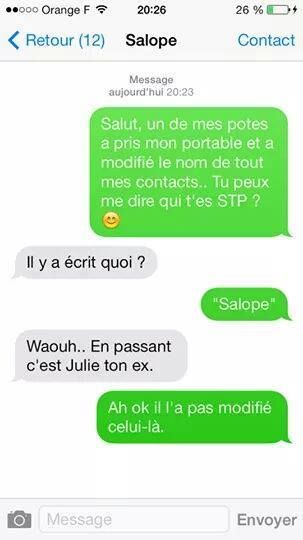 Orange F 20:26 26 %
Retour (12) Salope Contact
Message
aujourd'hui 20:23
Salut, un de mes potes
a pris mon portable et a
modifié le nom de tout
mes contacts.. Tu peux
me dire qui t'es STP ?
😊
Il y a écrit quoi ?
"Salope"
Waouh.. En passant
c'est Julie ton ex.
Ah ok il l'a pas modifié
celui-là.
Message Envoyer